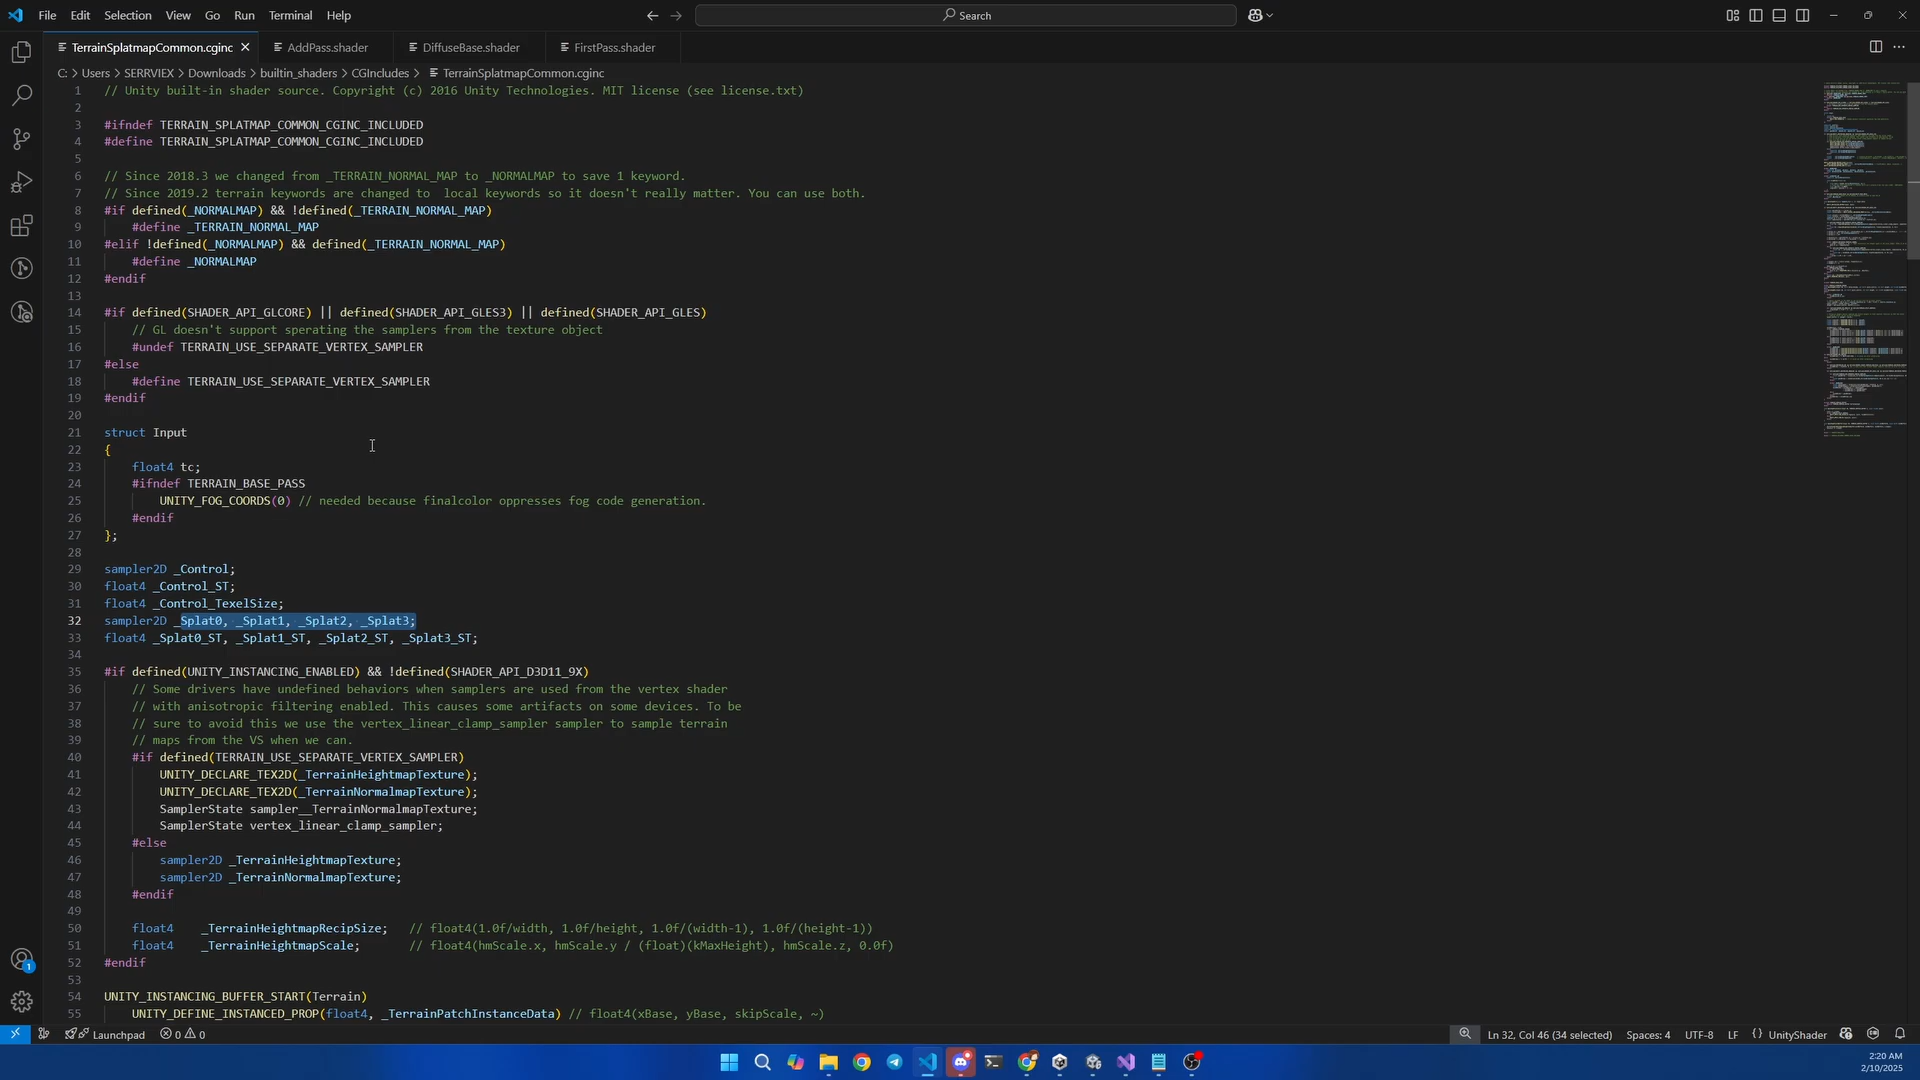 File Edit Selection View Go Run Terminal Help
Search
TerrainSplatmapCommon.cginc AddPass.shader DiffuseBase.shader FirstPass.shader
C: > Users > SERRVIEX > Downloads > builtin_shaders > CGIncludes > TerrainSplatmapCommon.cginc
1 // Unity built-in shader source. Copyright (c) 2016 Unity Technologies. MIT license (see license.txt)
2
3 #ifndef TERRAIN_SPLATMAP_COMMON_CGINC_INCLUDED
4 #define TERRAIN_SPLATMAP_COMMON_CGINC_INCLUDED
5
6 // Since 2018.3 we changed from _TERRAIN_NORMAL_MAP to _NORMALMAP to save 1 keyword.
7 // Since 2019.2 terrain keywords are changed to  local keywords so it doesn't really matter. You can use both.
8 #if defined(_NORMALMAP) && !defined(_TERRAIN_NORMAL_MAP)
9 #define _TERRAIN_NORMAL_MAP
10 #elif !defined(_NORMALMAP) && defined(_TERRAIN_NORMAL_MAP)
11 #define _NORMALMAP
12 #endif
13
14 #if defined(SHADER_API_GLCORE) || defined(SHADER_API_GLES3) || defined(SHADER_API_GLES)
15 // GL doesn't support sperating the samplers from the texture object
16 #undef TERRAIN_USE_SEPARATE_VERTEX_SAMPLER
17 #else
18 #define TERRAIN_USE_SEPARATE_VERTEX_SAMPLER
19 #endif
20
21 struct Input
22 {
23 float4 tc;
24 #ifndef TERRAIN_BASE_PASS
25 UNITY_FOG_COORDS(0) // needed because finalcolor oppresses fog code generation.
26 #endif
27 };
28
29 sampler2D _Control;
30 float4 _Control_ST;
31 float4 _Control_TexelSize;
32 sampler2D _Splat0, _Splat1, _Splat2, _Splat3;
33 float4 _Splat0_ST, _Splat1_ST, _Splat2_ST, _Splat3_ST;
34
35 #if defined(UNITY_INSTANCING_ENABLED) && !defined(SHADER_API_D3D11_9X)
36 // Some drivers have undefined behaviors when samplers are used from the vertex shader
37 // with anisotropic filtering enabled. This causes some artifacts on some devices. To be
38 // sure to avoid this we use the vertex_linear_clamp_sampler sampler to sample terrain
39 // maps from the VS when we can.
40 #if defined(TERRAIN_USE_SEPARATE_VERTEX_SAMPLER)
41 UNITY_DECLARE_TEX2D(_TerrainHeightmapTexture);
42 UNITY_DECLARE_TEX2D(_TerrainNormalmapTexture);
43 SamplerState sampler__TerrainNormalmapTexture;
44 SamplerState vertex_linear_clamp_sampler;
45 #else
46 sampler2D _TerrainHeightmapTexture;
47 sampler2D _TerrainNormalmapTexture;
48 #endif
49
50 float4 _TerrainHeightmapRecipSize; // float4(1.0f/width, 1.0f/height, 1.0f/(width-1), 1.0f/(height-1))
51 float4 _TerrainHeightmapScale; // float4(hmScale.x, hmScale.y / (float)(kMaxHeight), hmScale.z, 0.0f)
52 #endif
53
54 UNITY_INSTANCING_BUFFER_START(Terrain)
55 UNITY_DEFINE_INSTANCED_PROP(float4, _TerrainPatchInstanceData) // float4(xBase, yBase, skipScale, ~)
1
Launchpad 0 0 Ln 32, Col 46 (34 selected) Spaces: 4 UTF-8 LF {} UnityShader
2:20 AM
2/10/2025